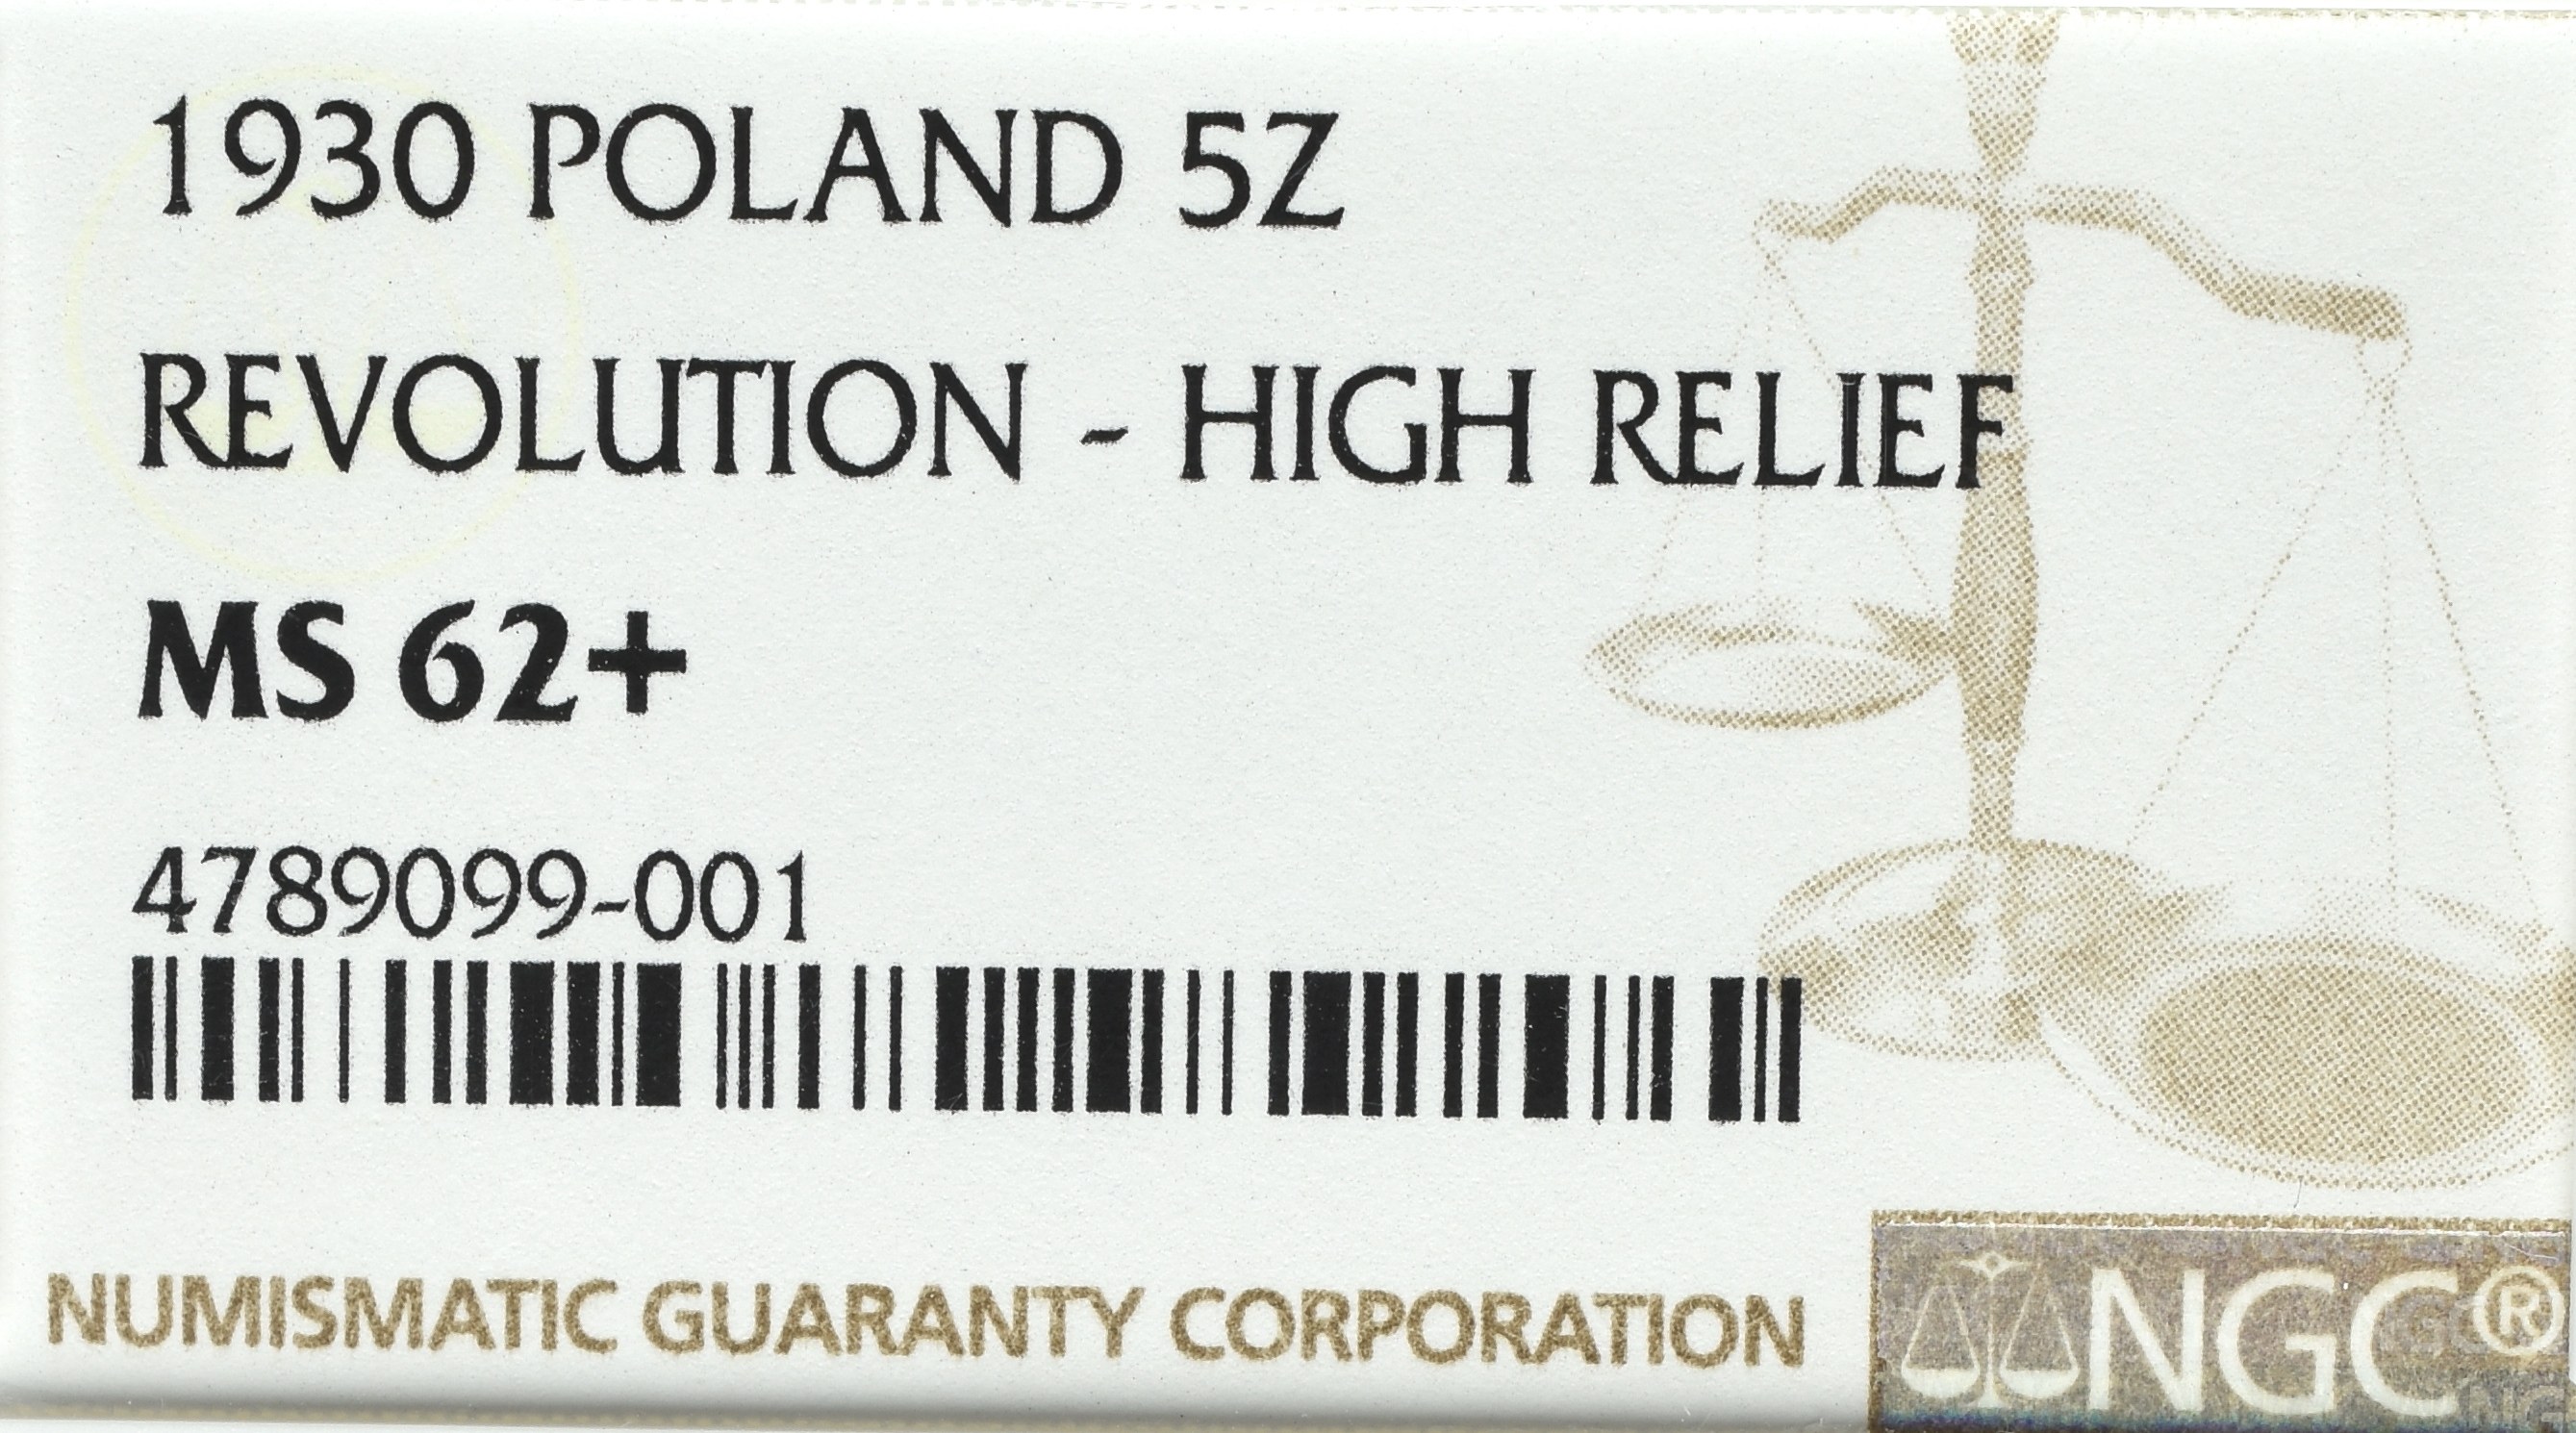 1930 POLAND 5Z
REVOLUTION - HIGH RELIEF
MS 62+
4789099-001
NUMISMATIC GUARANTY CORPORATION
NGC®